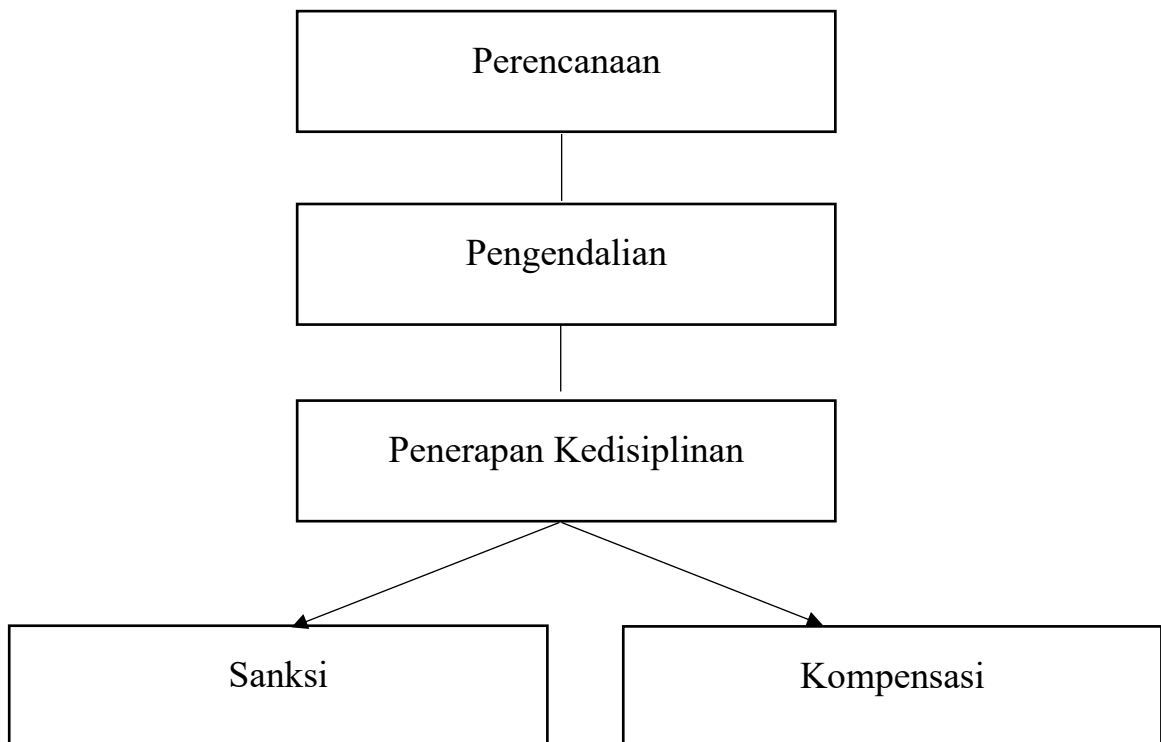 Perencanaan
Pengendalian
Penerapan Kedisiplinan
Sanksi
Kompensasi